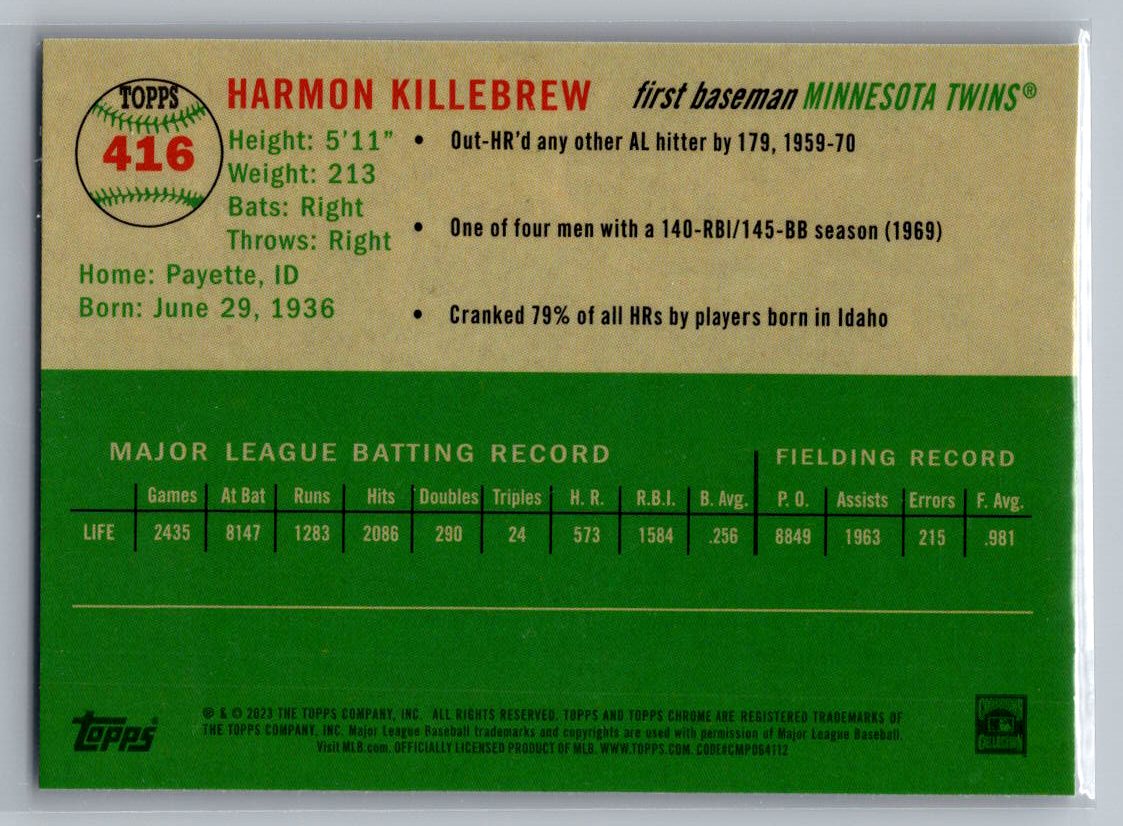 TOPPS
416
HARMON KILLEBREW first baseman MINNESOTA TWINS®
Height: 5'11"
Weight: 213
Bats: Right
Throws: Right
Home: Payette, ID
Born: June 29, 1936
• Out-HR'd any other AL hitter by 179, 1959-70
• One of four men with a 140-RBI/145-BB season (1969)
• Cranked 79% of all HRs by players born in Idaho
MAJOR LEAGUE BATTING RECORD FIELDING RECORD
Games At Bat Runs Hits Doubles Triples H. R. R.B.I. B. Avg. P. O. Assists Errors F. Avg.
LIFE 2435 8147 1283 2086 290 24 573 1584 .256 8849 1963 215 .981
Topps
℗ & © 2023 THE TOPPS COMPANY, INC. ALL RIGHTS RESERVED. TOPPS AND TOPPS CHROME ARE REGISTERED TRADEMARKS OF
THE TOPPS COMPANY, INC. Major League Baseball trademarks and copyrights are used with permission of Major League Baseball.
Visit MLB.com. OFFICIALLY LICENSED PRODUCT OF MLB. WWW.TOPPS.COM. CODE#CMP064112